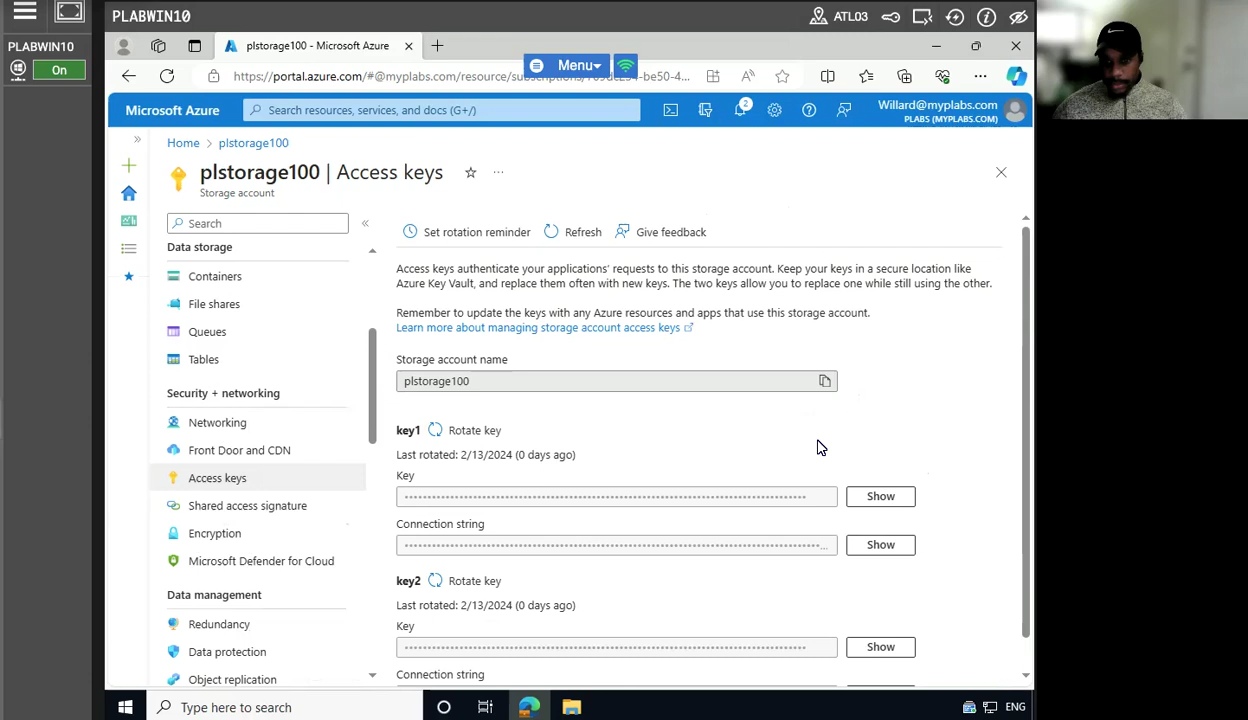 PLABWIN10
ATL03
PLABWIN10
On
plstorage100 - Microsoft Azure
Menu
https://portal.azure.com/#@myplabs.com/resource/subscriptions/
Microsoft Azure
Search resources, services, and docs (G+/)
2
Willard@myplabs.com
PLABS (MYPLABS.COM)
Home > plstorage100
plstorage100 | Access keys
Storage account
Search
Data storage
Containers
File shares
Queues
Tables
Security + networking
Networking
Front Door and CDN
Access keys
Shared access signature
Encryption
Microsoft Defender for Cloud
Data management
Redundancy
Data protection
Object replication
Set rotation reminder
Refresh
Give feedback
Access keys authenticate your applications' requests to this storage account. Keep your keys in a secure location like
Azure Key Vault, and replace them often with new keys. The two keys allow you to replace one while still using the other.
Remember to update the keys with any Azure resources and apps that use this storage account.
Learn more about managing storage account access keys
Storage account name
plstorage100
key1 Rotate key
Last rotated: 2/13/2024 (0 days ago)
Key
Show
Connection string
Show
key2 Rotate key
Last rotated: 2/13/2024 (0 days ago)
Key
Show
Connection string
Type here to search
ENG